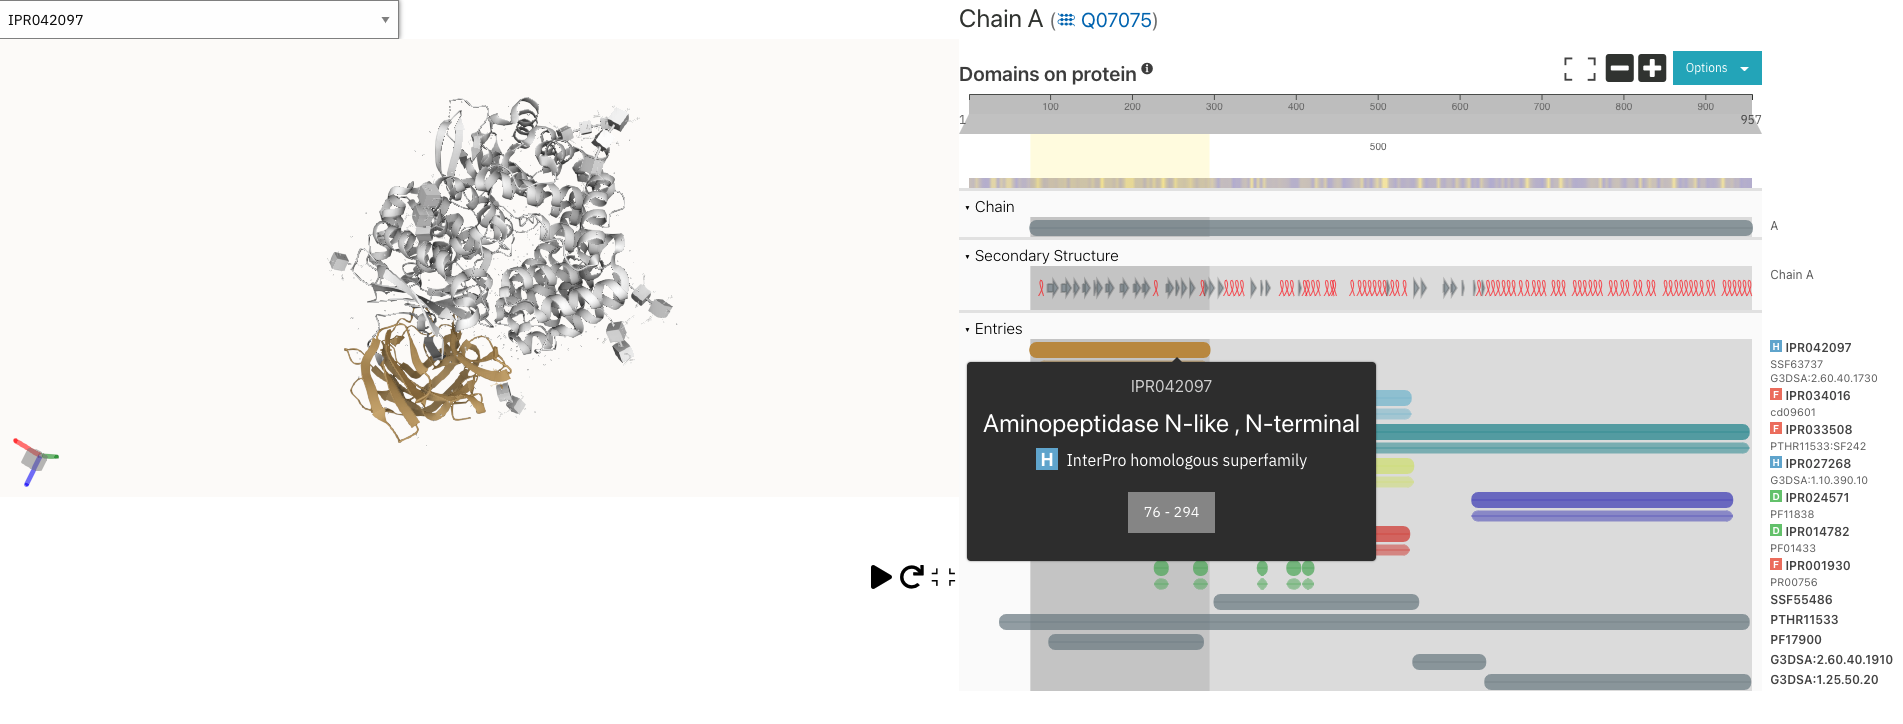 IPR042097
Chain A (Q07075)
Domains on protein
Options
100 200 300 400 500 600 700 800 900
1 957
500
Chain
A
Secondary Structure
Chain A
Entries
IPR042097
Aminopeptidase N-like , N-terminal
H InterPro homologous superfamily
76 - 294
H IPR042097
SSF63737
G3DSA:2.60.40.1730
F IPR034016
cd09601
F IPR033508
PTHR11533:SF242
H IPR027268
G3DSA:1.10.390.10
D IPR024571
PF11838
D IPR014782
PF01433
F IPR001930
PR00756
SSF55486
PTHR11533
PF17900
G3DSA:2.60.40.1910
G3DSA:1.25.50.20